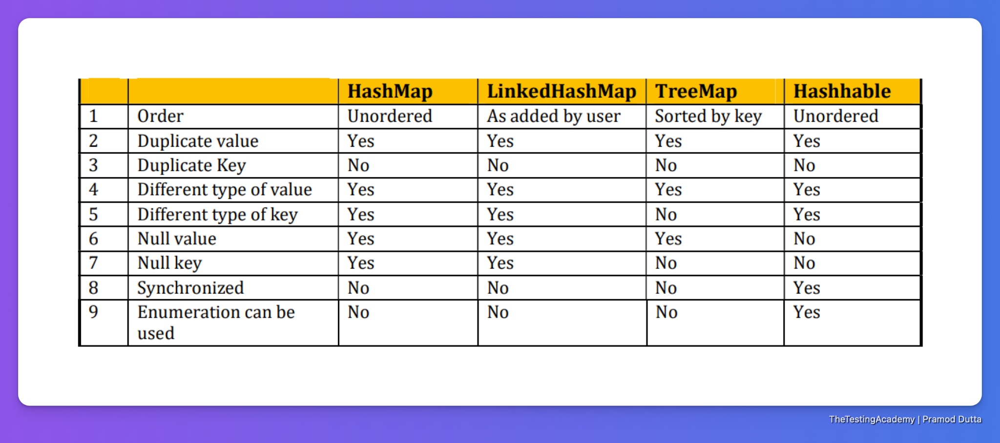 HashMap LinkedHashMap TreeMap Hashhable
1 Order Unordered As added by user Sorted by key Unordered
2 Duplicate value Yes Yes Yes Yes
3 Duplicate Key No No No No
4 Different type of value Yes Yes Yes Yes
5 Different type of key Yes Yes No Yes
6 Null value Yes Yes Yes No
7 Null key Yes Yes No No
8 Synchronized No No No Yes
9 Enumeration can be No No No Yes
used
TheTestingAcademy | Pramod Dutta